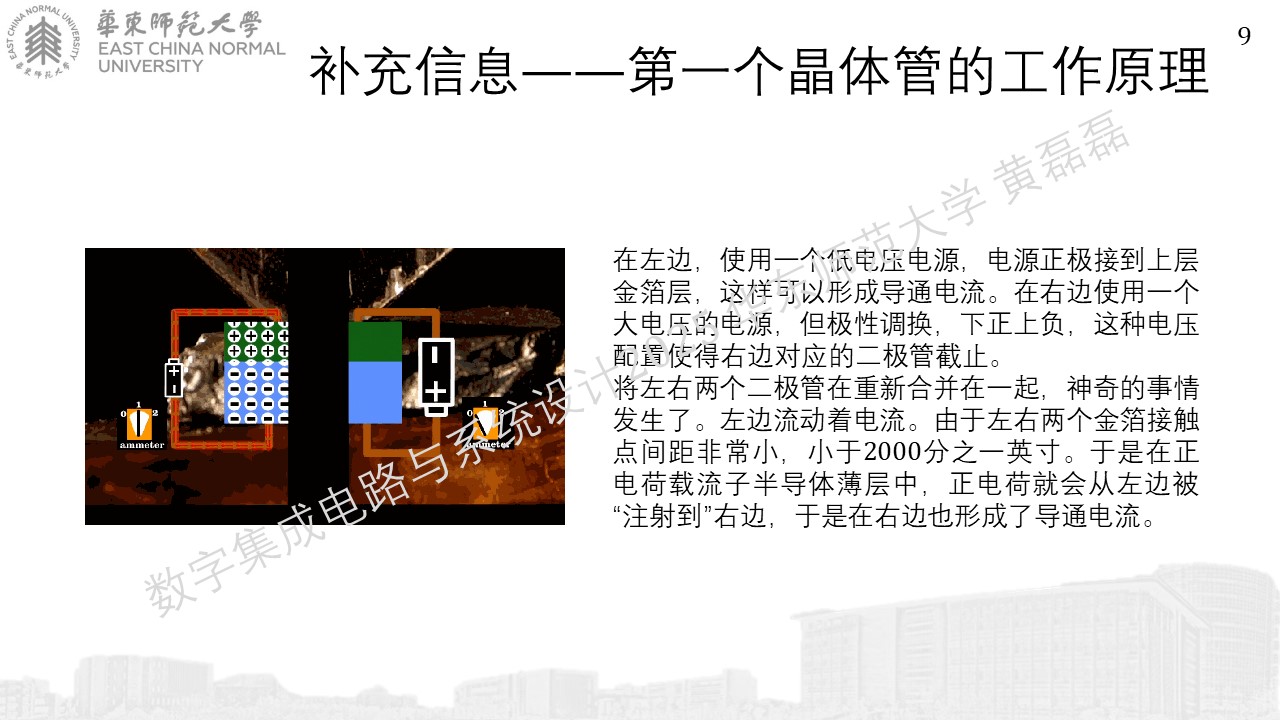 華東師範大學
EAST CHINA NORMAL
UNIVERSITY
EAST CHINA NORMAL UNIVERSITY
華東師範大學
9
补充信息——第一个晶体管的工作原理
在左边，使用一个低电压电源，电源正极接到上层
金箔层，这样可以形成导通电流。在右边使用一个
大电压的电源，但极性调换，下正上负，这种电压
配置使得右边对应的二极管截止。
将左右两个二极管在重新合并在一起，神奇的事情
发生了。左边流动着电流。由于左右两个金箔接触
点间距非常小，小于2000分之一英寸。于是在正
电荷载流子半导体薄层中，正电荷就会从左边被
“注射到”右边，于是在右边也形成了导通电流。
0 1 2
ammeter
0 1 2
ammeter
数字集成电路与系统设计2025 华东师范大学 黄磊磊